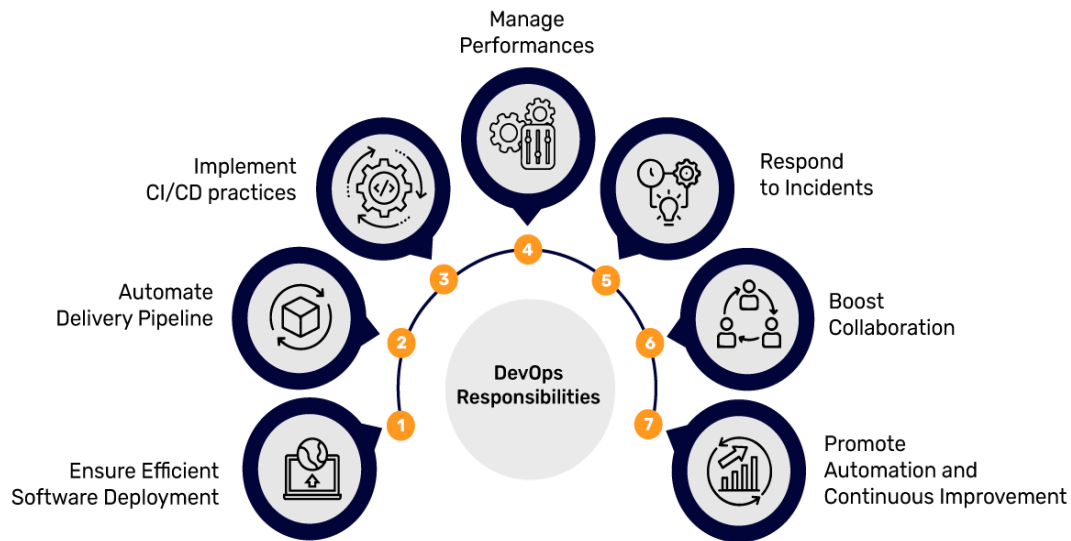 Manage
Performances
Implement
CI/CD practices
</>
Respond
to Incidents
4
3
5
Automate
Delivery Pipeline
2
6
Boost
Collaboration
DevOps
Responsibilities
1
7
Ensure Efficient
Software Deployment
Promote
Automation and
Continuous Improvement